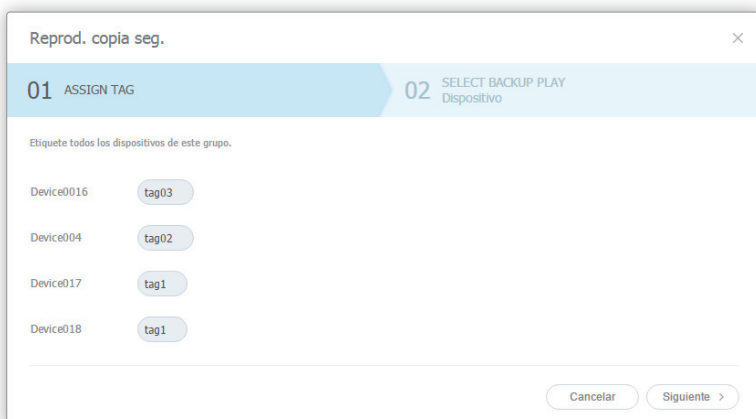 Reprod. copia seg.
01 ASSIGN TAG
02 SELECT BACKUP PLAY
Dispositivo
Etiquete todos los dispositivos de este grupo.
Device0016 tag03
Device004 tag02
Device017 tag1
Device018 tag1
Cancelar Siguiente >